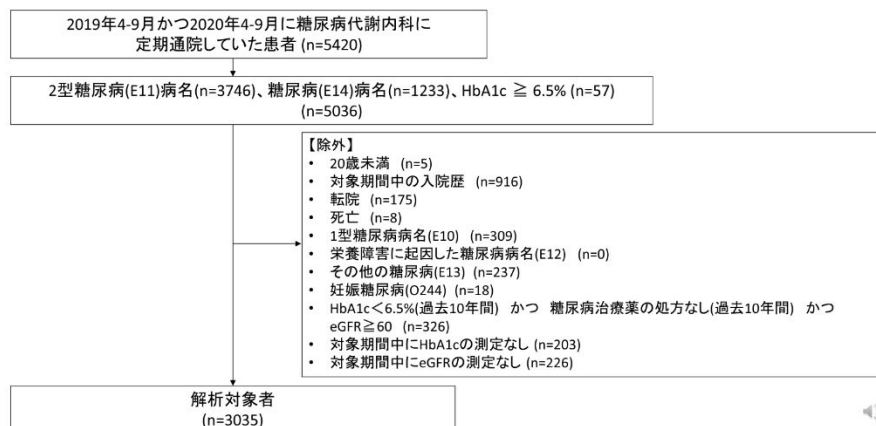 2019年4-9月かつ2020年4-9月に糖尿病代謝内科に
定期通院していた患者 (n=5420)
2型糖尿病(E11)病名(n=3746)、糖尿病(E14)病名(n=1233)、HbA1c ≧ 6.5% (n=57)
(n=5036)
【除外】
• 20歳未満 (n=5)
• 対象期間中の入院歴 (n=916)
• 転院 (n=175)
• 死亡 (n=8)
• 1型糖尿病病名(E10) (n=309)
• 栄養障害に起因した糖尿病病名(E12) (n=0)
• その他の糖尿病(E13) (n=237)
• 妊娠糖尿病(O244) (n=18)
• HbA1c<6.5%(過去10年間) かつ 糖尿病治療薬の処方なし(過去10年間) かつ
eGFR≧60 (n=326)
• 対象期間中にHbA1cの測定なし (n=203)
• 対象期間中にeGFRの測定なし (n=226)
解析対象者
(n=3035)